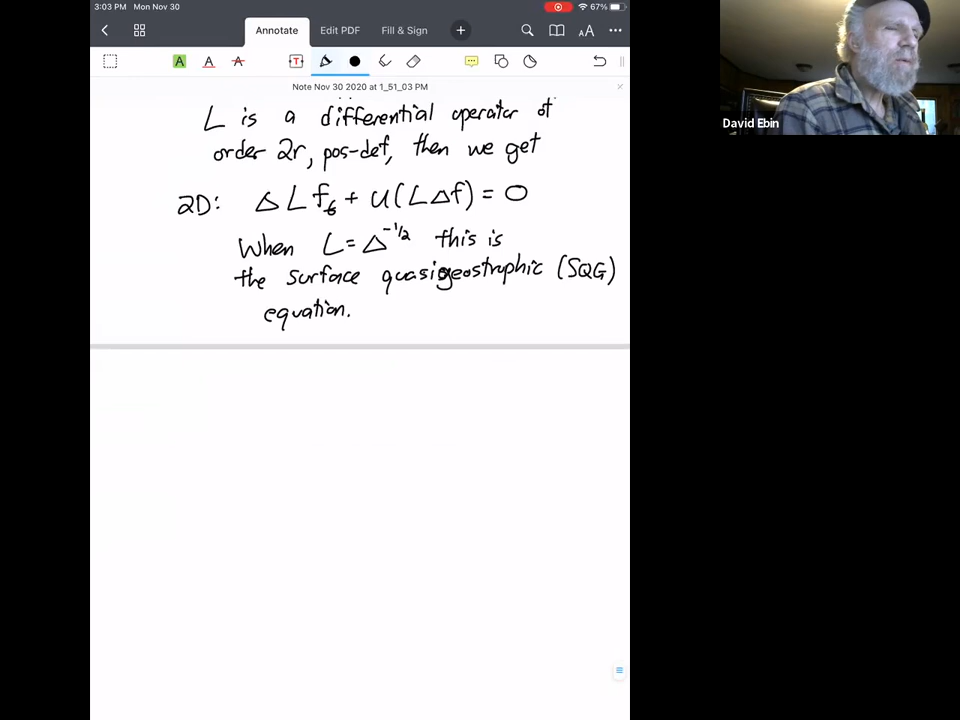 3:03 PM Mon Nov 30
67%
Annotate
Edit PDF
Fill & Sign
Note Nov 30 2020 at 1_51_03 PM
David Ebin
L is a differential operator of
order 2r, pos-def, then we get
2D: Δ L f_t + u(LΔf) = 0
When L = Δ^{-1/2} this is
the surface quasigeostrophic (SQG)
equation.